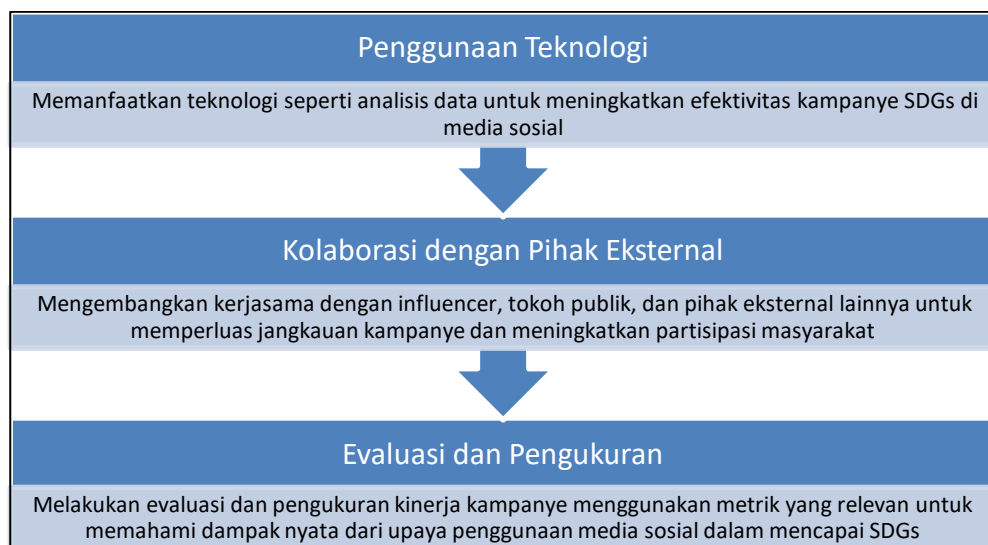 Penggunaan Teknologi
Memanfaatkan teknologi seperti analisis data untuk meningkatkan efektivitas kampanye SDGs di
media sosial
Kolaborasi dengan Pihak Eksternal
Mengembangkan kerjasama dengan influencer, tokoh publik, dan pihak eksternal lainnya untuk
memperluas jangkauan kampanye dan meningkatkan partisipasi masyarakat
Evaluasi dan Pengukuran
Melakukan evaluasi dan pengukuran kinerja kampanye menggunakan metrik yang relevan untuk
memahami dampak nyata dari upaya penggunaan media sosial dalam mencapai SDGs